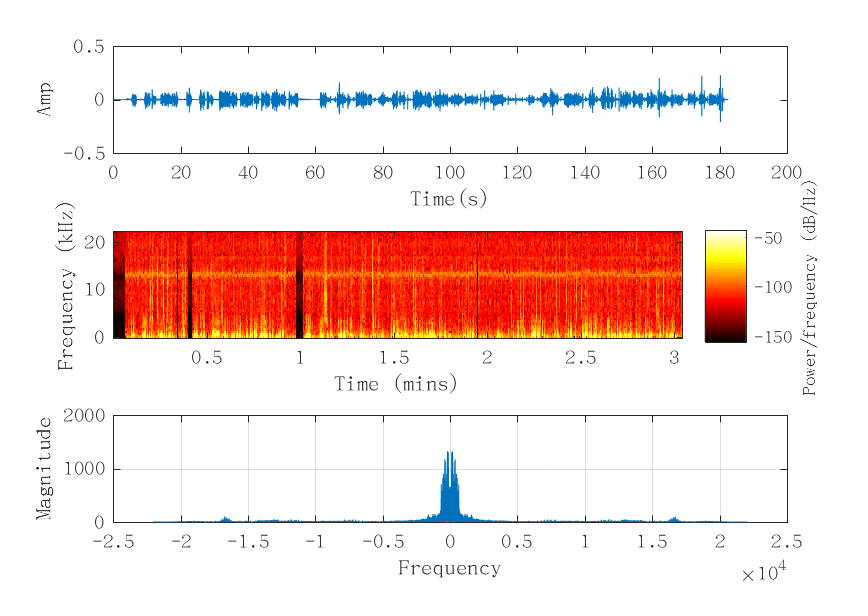 0.5
0
-0.5
Amp
0 20 40 60 80 100 120 140 160 180 200
Time(s)
20
10
0
Frequency (kHz)
0.5 1 1.5 2 2.5 3
Time (mins)
-50
-100
-150
Power/frequency (dB/Hz)
2000
1000
0
Magnitude
-2.5 -2 -1.5 -1 -0.5 0 0.5 1 1.5 2 2.5
Frequency
×10^4